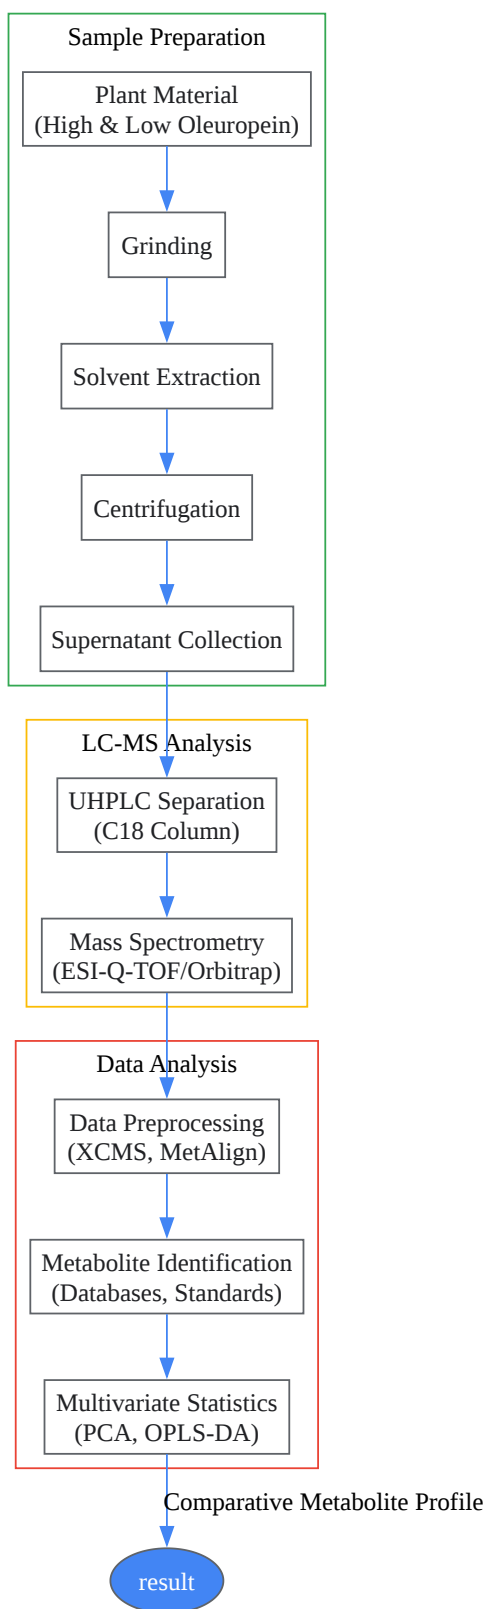 Sample Preparation
Plant Material
(High & Low Oleuropein)
Grinding
Solvent Extraction
Centrifugation
Supernatant Collection
LC-MS Analysis
UHPLC Separation
(C18 Column)
Mass Spectrometry
(ESI-Q-TOF/Orbitrap)
Data Analysis
Data Preprocessing
(XCMS, MetAlign)
Metabolite Identification
(Databases, Standards)
Multivariate Statistics
(PCA, OPLS-DA)
Comparative Metabolite Profile
result